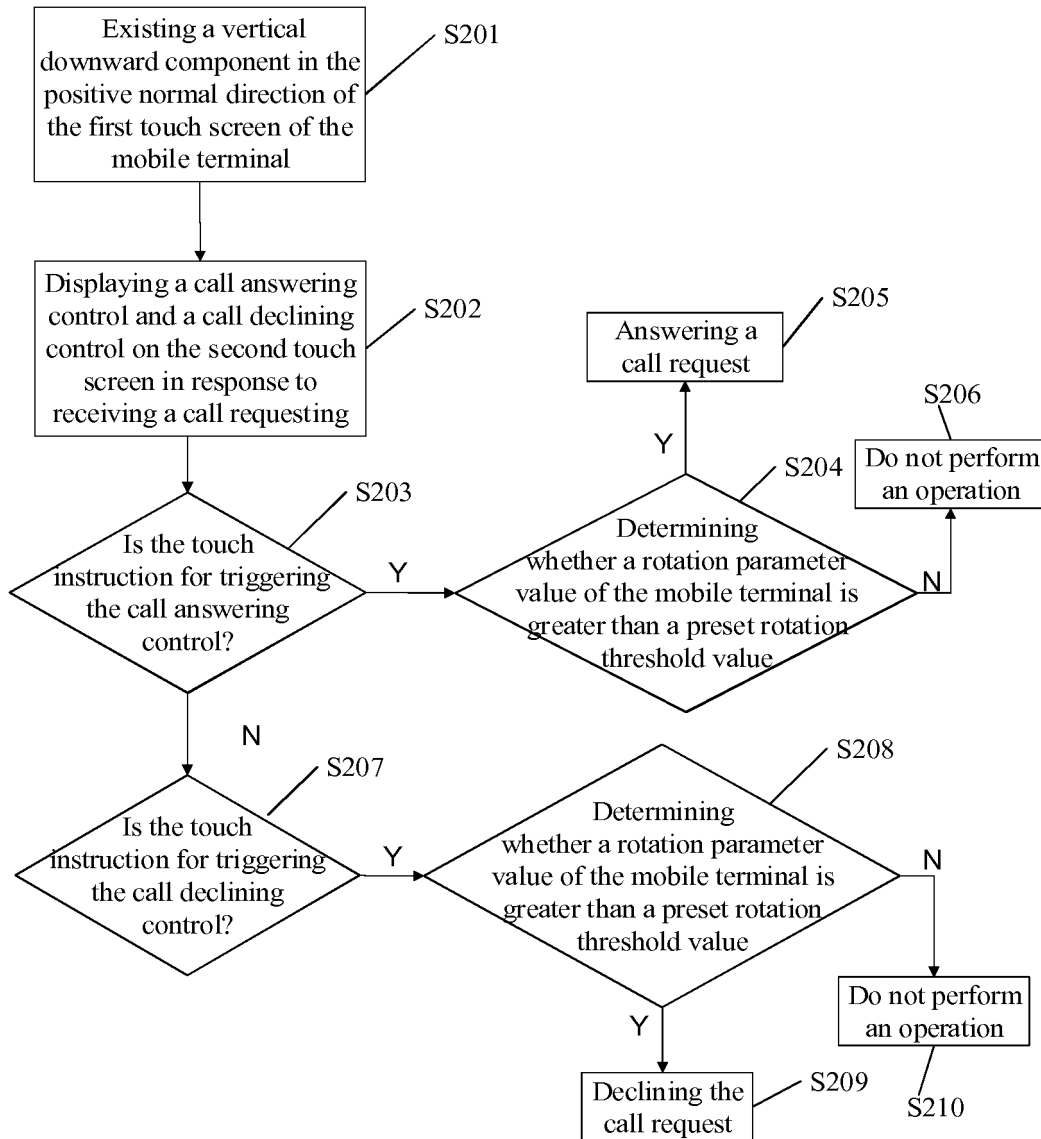 Existing a vertical
downward component in the
positive normal direction of
the first touch screen of the
mobile terminal
S201
Displaying a call answering
control and a call declining
control on the second touch
screen in response to
receiving a call requesting
S202
Is the touch
instruction for triggering
the call answering
control?
S203
Y
N
Determining
whether a rotation parameter
value of the mobile terminal is
greater than a preset rotation
threshold value
S204
Y
N
Answering a
call request
S205
Do not perform
an operation
S206
Is the touch
instruction for triggering
the call declining
control?
S207
Y
Determining
whether a rotation parameter
value of the mobile terminal is
greater than a preset rotation
threshold value
S208
N
Y
Declining the
call request
S209
Do not perform
an operation
S210